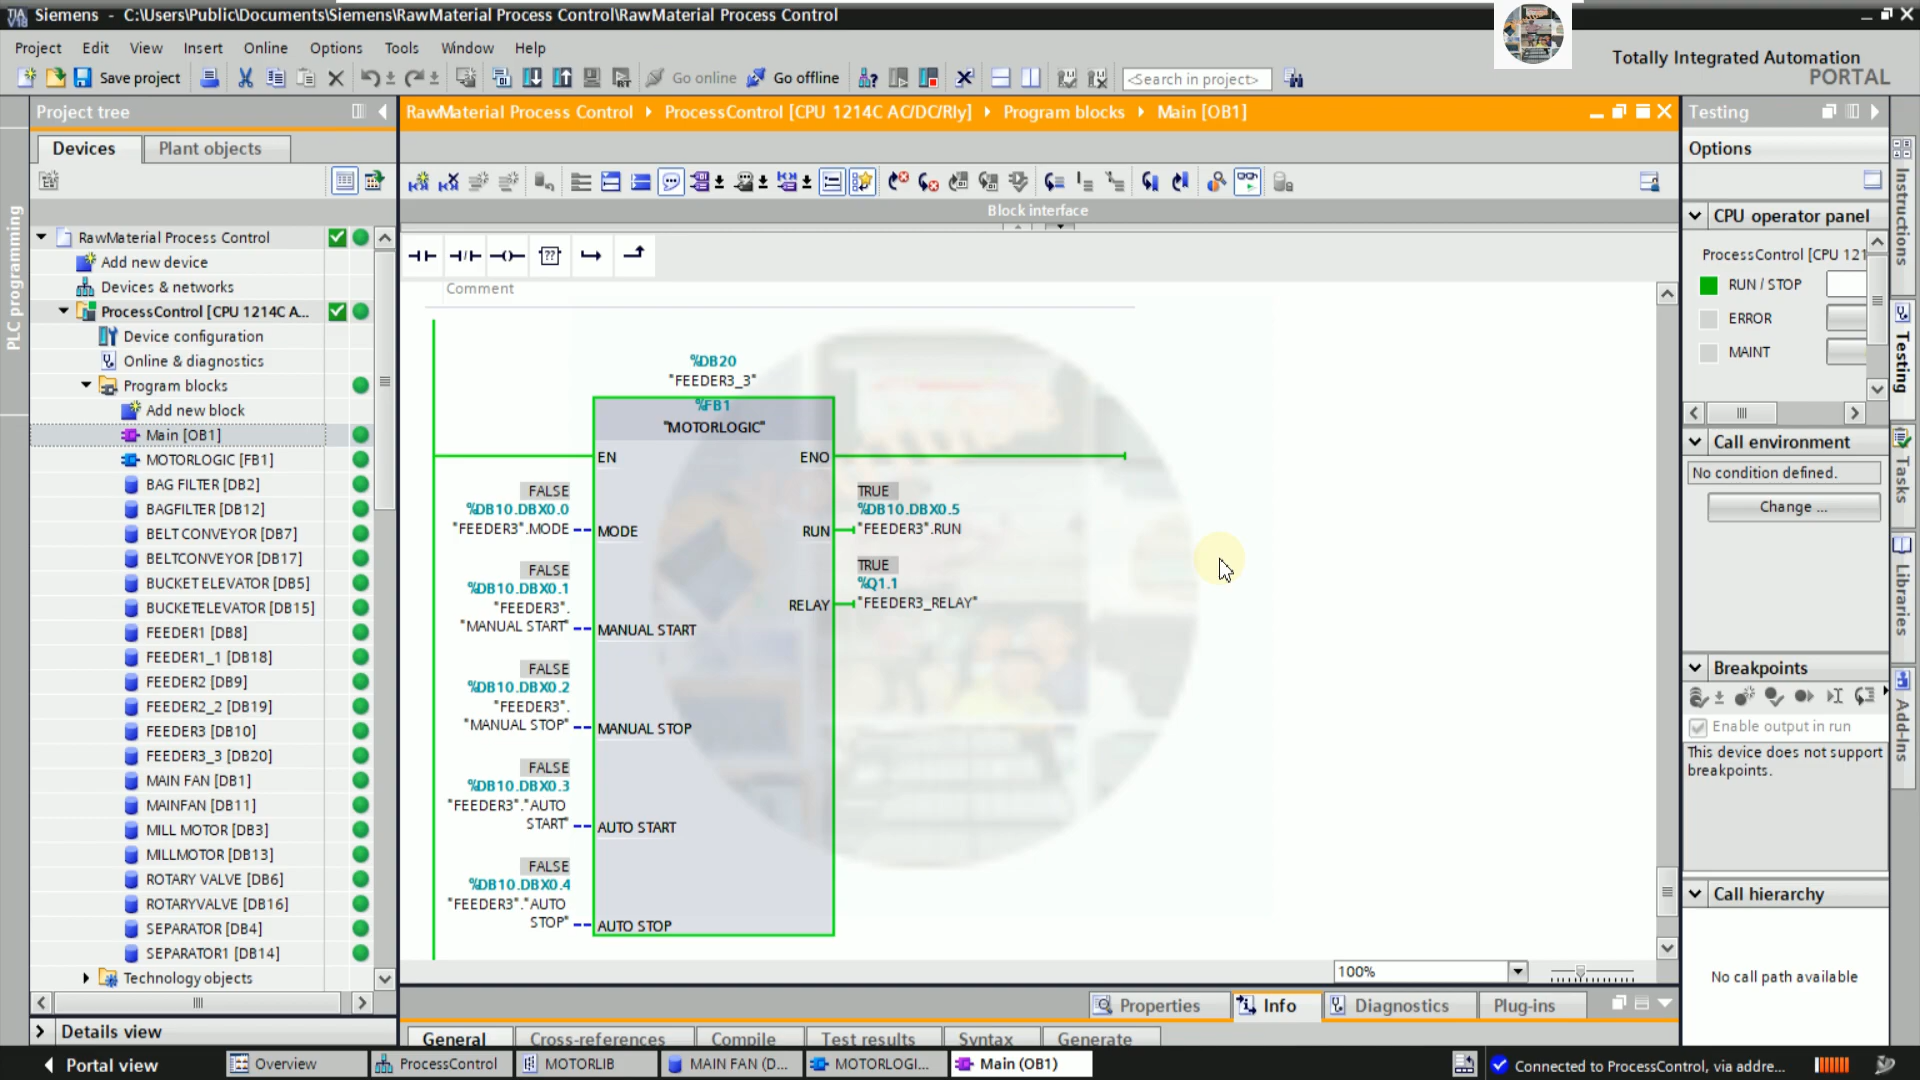 Siemens - C:\Users\Public\Documents\Siemens\RawMaterial Process Control\RawMaterial Process Control
Project Edit View Insert Online Options Tools Window Help
Totally Integrated Automation
PORTAL
Save project
Go online
Go offline
<Search in project>
Project tree
RawMaterial Process Control ▸ ProcessControl [CPU 1214C AC/DC/Rly] ▸ Program blocks ▸ Main [OB1]
Testing
Devices
Plant objects
Options
Block interface
CPU operator panel
ProcessControl [CPU 121
RUN / STOP
ERROR
MAINT
Call environment
No condition defined.
Change ...
Breakpoints
Enable output in run
This device does not support
breakpoints.
Call hierarchy
No call path available
PLC programming
Instructions
Testing
Tasks
Libraries
Add-Ins
RawMaterial Process Control
Add new device
Devices & networks
ProcessControl [CPU 1214C A...
Device configuration
Online & diagnostics
Program blocks
Add new block
Main [OB1]
MOTORLOGIC [FB1]
BAG FILTER [DB2]
BAGFILTER [DB12]
BELT CONVEYOR [DB7]
BELTCONVEYOR [DB17]
BUCKET ELEVATOR [DB5]
BUCKETELEVATOR [DB15]
FEEDER1 [DB8]
FEEDER1_1 [DB18]
FEEDER2 [DB9]
FEEDER2_2 [DB19]
FEEDER3 [DB10]
FEEDER3_3 [DB20]
MAIN FAN [DB1]
MAINFAN [DB11]
MILL MOTOR [DB3]
MILLMOTOR [DB13]
ROTARY VALVE [DB6]
ROTARYVALVE [DB16]
SEPARATOR [DB4]
SEPARATOR1 [DB14]
Technology objects
Details view
Comment
%DB20
"FEEDER3_3"
%FB1
"MOTORLOGIC"
EN
ENO
FALSE
%DB10.DBX0.0
"FEEDER3".MODE
MODE
FALSE
%DB10.DBX0.1
"FEEDER3".
"MANUAL START"
MANUAL START
FALSE
%DB10.DBX0.2
"FEEDER3".
"MANUAL STOP"
MANUAL STOP
FALSE
%DB10.DBX0.3
"FEEDER3"."AUTO
START"
AUTO START
FALSE
%DB10.DBX0.4
"FEEDER3"."AUTO
STOP"
AUTO STOP
TRUE
%DB10.DBX0.5
RUN
"FEEDER3".RUN
TRUE
%Q1.1
RELAY
"FEEDER3_RELAY"
100%
Properties
Info
Diagnostics
Plug-ins
General
Cross-references
Compile
Test results
Syntax
Generate
Portal view
Overview
ProcessControl
MOTORLIB
MAIN FAN (D...
MOTORLOGI...
Main (OB1)
Connected to ProcessControl, via addre...